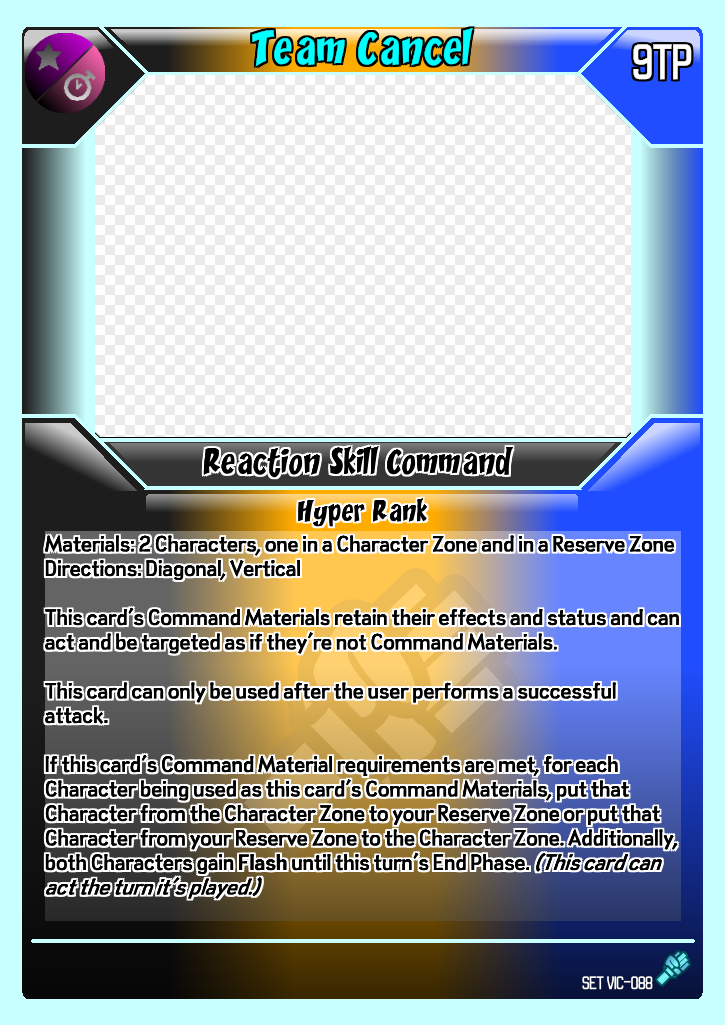 Team Cancel
9TP
Reaction Skill Command
Hyper Rank
Materials: 2 Characters, one in a Character Zone and in a Reserve Zone
Directions: Diagonal, Vertical
This card's Command Materials retain their effects and status and can
act and be targeted as if they're not Command Materials.
This card can only be used after the user performs a successful
attack.
If this card's Command Material requirements are met, for each
Character being used as this card's Command Materials, put that
Character from the Character Zone to your Reserve Zone or put that
Character from your Reserve Zone to the Character Zone. Additionally,
both Characters gain Flash until this turn's End Phase. (This card can
act the turn it's played.)
SET VIC-088